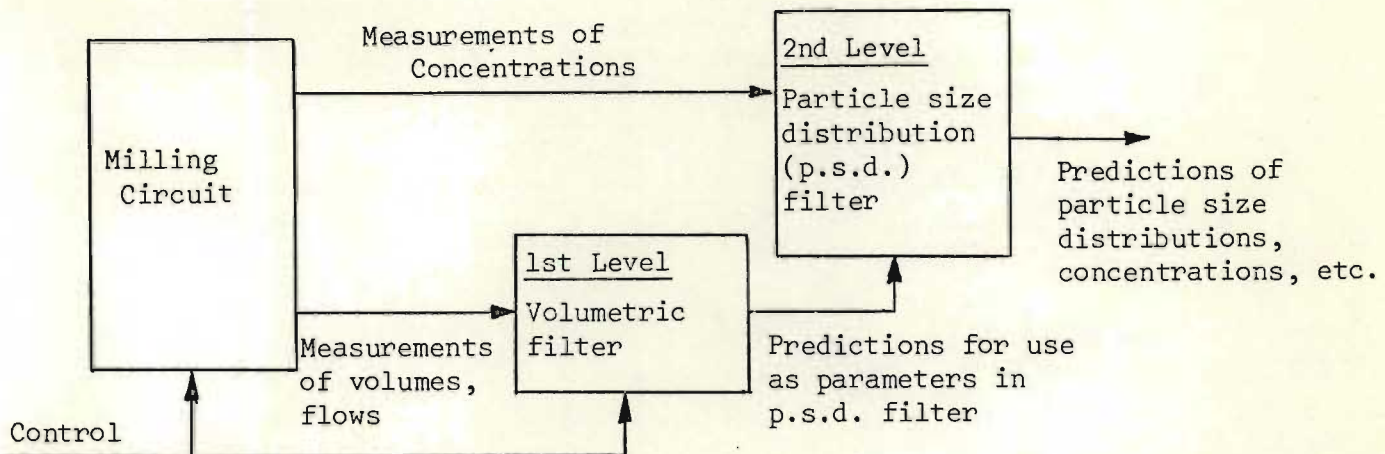 Measurements of
Concentrations
2nd Level
Particle size
distribution
(p.s.d.)
filter
Milling
Circuit
Predictions of
particle size
distributions,
concentrations, etc.
1st Level
Volumetric
filter
Measurements
of volumes,
flows
Predictions for use
as parameters in
p.s.d. filter
Control